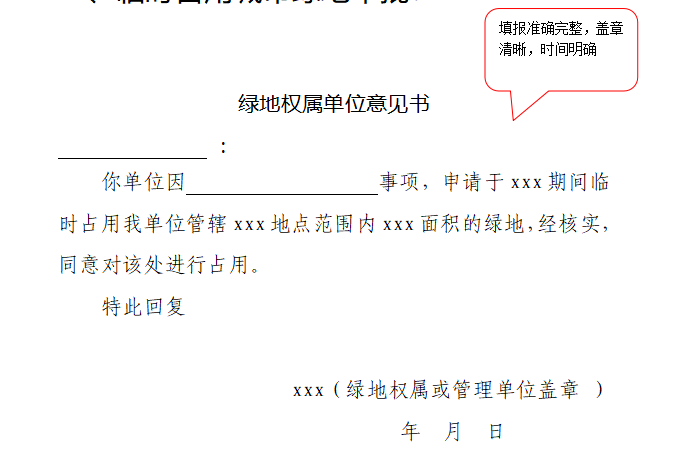 填报准确完整，盖章
清晰，时间明确
绿地权属单位意见书
：
你单位因 事项，申请于 xxx 期间临
时占用我单位管辖 xxx 地点范围内 xxx 面积的绿地，经核实，
同意对该处进行占用。
特此回复
xxx（绿地权属或管理单位盖章 ）
年 月 日